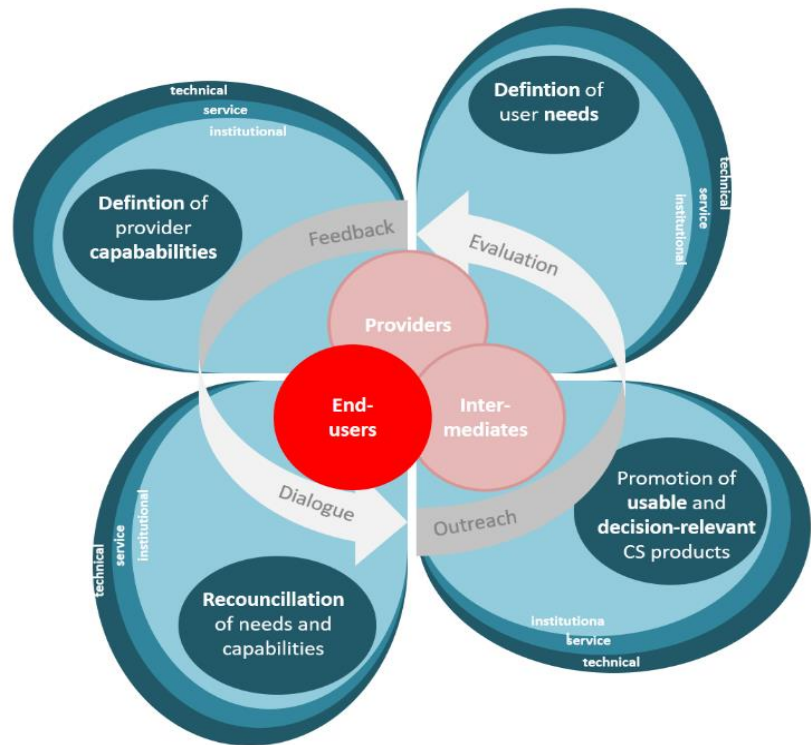 technical
service
institutional
Defintion of
provider
capababilities
Defintion of
user needs
technical
service
institutional
Feedback
Evaluation
Providers
End-
users
Inter-
mediates
Dialogue
Outreach
technical
service
institutional
Recouncillation
of needs and
capabilities
Promotion of
usable and
decision-relevant
CS products
institutiona
l
service
technical